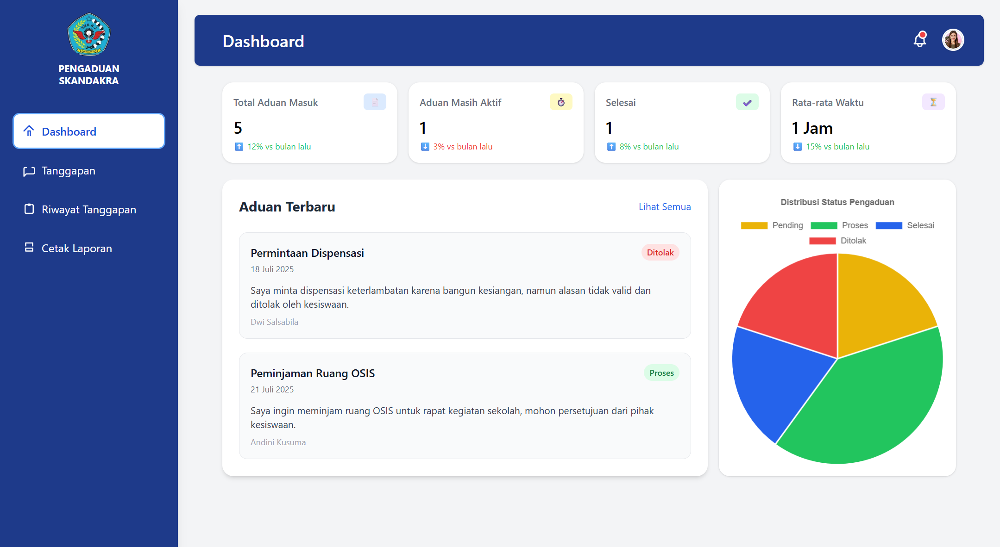 SMK N 2
PENGADUAN
SKANDAKRA
Dashboard
Tanggapan
Riwayat Tanggapan
Cetak Laporan
Dashboard
Total Aduan Masuk
5
12% vs bulan lalu
Aduan Masih Aktif
1
3% vs bulan lalu
Selesai
1
8% vs bulan lalu
Rata-rata Waktu
1 Jam
15% vs bulan lalu
Aduan Terbaru
Lihat Semua
Permintaan Dispensasi
Ditolak
18 Juli 2025
Saya minta dispensasi keterlambatan karena bangun kesiangan, namun alasan tidak valid dan
ditolak oleh kesiswaan.
Dwi Salsabila
Peminjaman Ruang OSIS
Proses
21 Juli 2025
Saya ingin meminjam ruang OSIS untuk rapat kegiatan sekolah, mohon persetujuan dari pihak
kesiswaan.
Andini Kusuma
Distribusi Status Pengaduan
Pending
Proses
Selesai
Ditolak